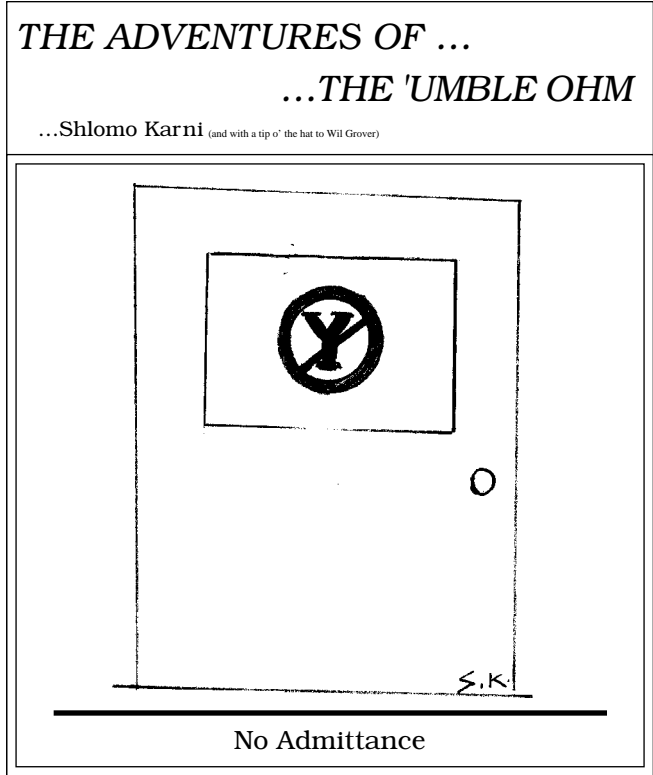 THE ADVENTURES OF ...
...THE 'UMBLE OHM
...Shlomo Karni (and with a tip o' the hat to Wil Grover)
Y
S.K.
No Admittance